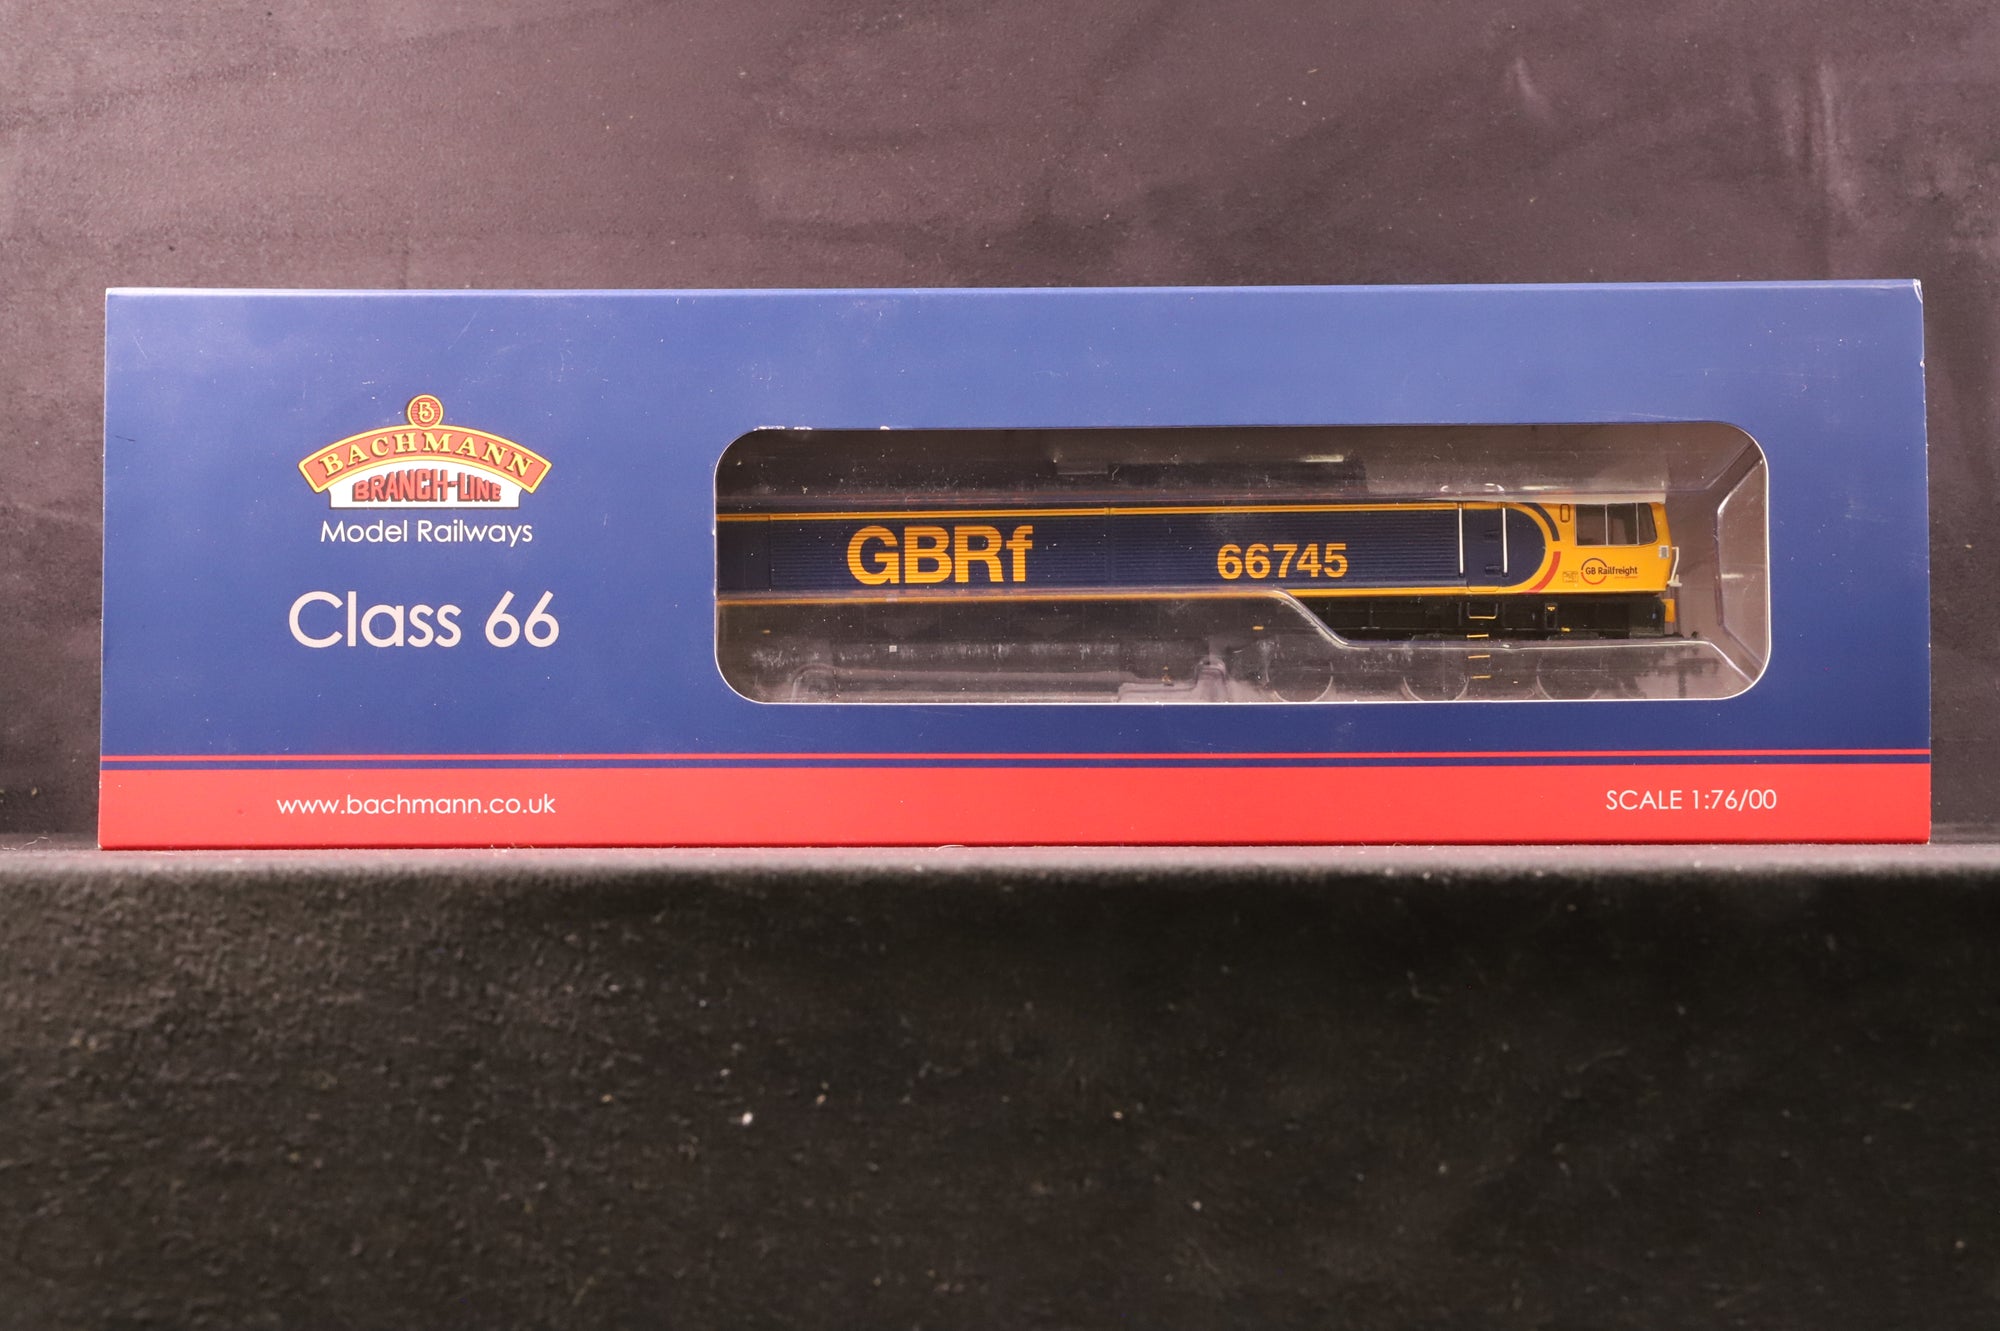 B
BACHMANN
BRANCH-LINE
Model Railways
Class 66
GBRf
66745
GB Railfreight
www.bachmann.co.uk
SCALE 1:76/00